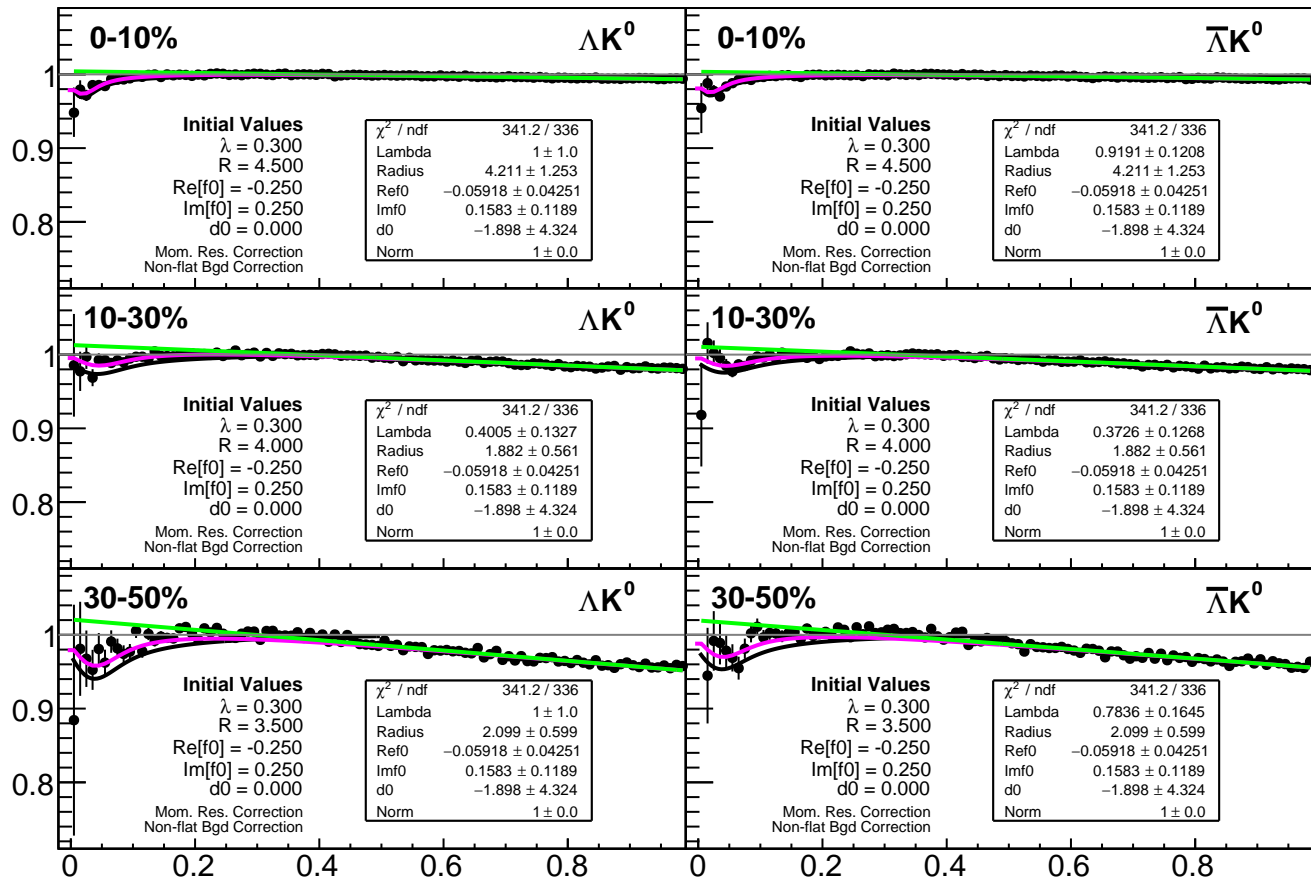 0-10%
ΛK⁰
Initial Values
λ = 0.300
R = 4.500
Re[f0] = -0.250
Im[f0] = 0.250
d0 = 0.000
Mom. Res. Correction
Non-flat Bgd Correction
χ² / ndf 341.2 / 336
Lambda 1 ± 1.0
Radius 4.211 ± 1.253
Ref0 −0.05918 ± 0.04251
Imf0 0.1583 ± 0.1189
d0 −1.898 ± 4.324
Norm 1 ± 0.0
1
0.9
0.8
0-10%
Λ̅K⁰
Initial Values
λ = 0.300
R = 4.500
Re[f0] = -0.250
Im[f0] = 0.250
d0 = 0.000
Mom. Res. Correction
Non-flat Bgd Correction
χ² / ndf 341.2 / 336
Lambda 0.9191 ± 0.1208
Radius 4.211 ± 1.253
Ref0 −0.05918 ± 0.04251
Imf0 0.1583 ± 0.1189
d0 −1.898 ± 4.324
Norm 1 ± 0.0
10-30%
ΛK⁰
Initial Values
λ = 0.300
R = 4.000
Re[f0] = -0.250
Im[f0] = 0.250
d0 = 0.000
Mom. Res. Correction
Non-flat Bgd Correction
χ² / ndf 341.2 / 336
Lambda 0.4005 ± 0.1327
Radius 1.882 ± 0.561
Ref0 −0.05918 ± 0.04251
Imf0 0.1583 ± 0.1189
d0 −1.898 ± 4.324
Norm 1 ± 0.0
1
0.9
0.8
10-30%
Λ̅K⁰
Initial Values
λ = 0.300
R = 4.000
Re[f0] = -0.250
Im[f0] = 0.250
d0 = 0.000
Mom. Res. Correction
Non-flat Bgd Correction
χ² / ndf 341.2 / 336
Lambda 0.3726 ± 0.1268
Radius 1.882 ± 0.561
Ref0 −0.05918 ± 0.04251
Imf0 0.1583 ± 0.1189
d0 −1.898 ± 4.324
Norm 1 ± 0.0
30-50%
ΛK⁰
Initial Values
λ = 0.300
R = 3.500
Re[f0] = -0.250
Im[f0] = 0.250
d0 = 0.000
Mom. Res. Correction
Non-flat Bgd Correction
χ² / ndf 341.2 / 336
Lambda 1 ± 1.0
Radius 2.099 ± 0.599
Ref0 −0.05918 ± 0.04251
Imf0 0.1583 ± 0.1189
d0 −1.898 ± 4.324
Norm 1 ± 0.0
1
0.9
0.8
30-50%
Λ̅K⁰
Initial Values
λ = 0.300
R = 3.500
Re[f0] = -0.250
Im[f0] = 0.250
d0 = 0.000
Mom. Res. Correction
Non-flat Bgd Correction
χ² / ndf 341.2 / 336
Lambda 0.7836 ± 0.1645
Radius 2.099 ± 0.599
Ref0 −0.05918 ± 0.04251
Imf0 0.1583 ± 0.1189
d0 −1.898 ± 4.324
Norm 1 ± 0.0
0 0.2 0.4 0.6 0.8
0 0.2 0.4 0.6 0.8